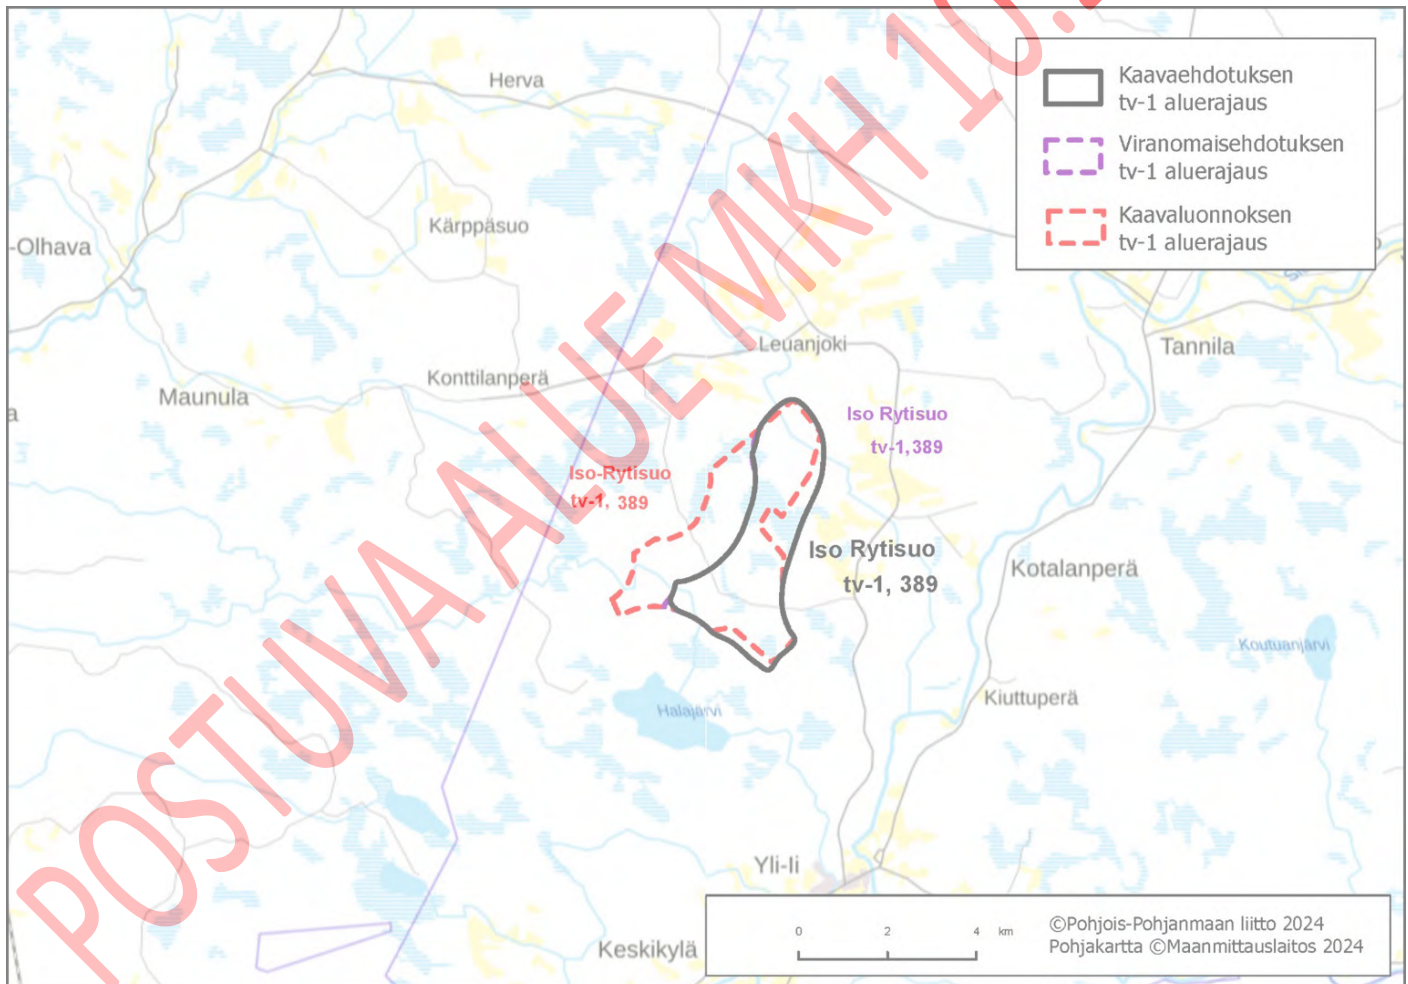 POSTUVA ALUE MKH 10.
Herva
Kaavaehdotuksen
tv-1 aluerajaus
Viranomaisehdotuksen
tv-1 aluerajaus
Kaavaluonnoksen
tv-1 aluerajaus
Kärppäsuo
-Olhava
Leuanjoki
Tannila
Konttilanperä
Maunula
a
Iso Rytisuo
tv-1,389
Iso-Rytisuo
tv-1, 389
Iso Rytisuo
tv-1, 389
Kotalanperä
Koutuanjärvi
Kiuttuperä
Halajärvi
Yli-Ii
Keskikylä
0 2 4 km
©Pohjois-Pohjanmaan liitto 2024
Pohjakartta ©Maanmittauslaitos 2024